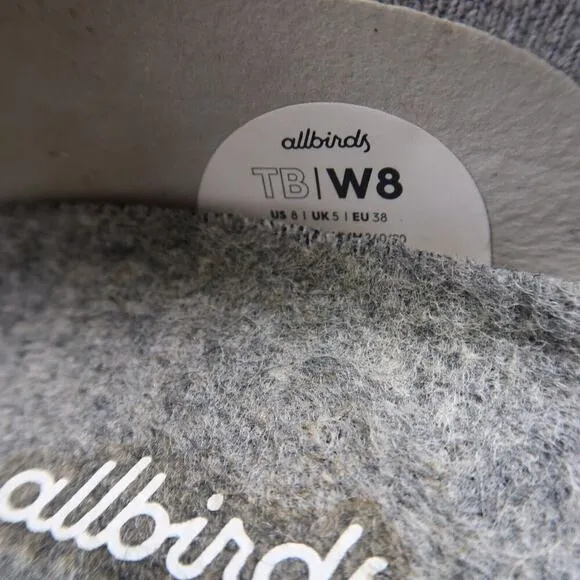 allbirds
TB | W8
US 8 | UK 5 | EU 38
allbirds